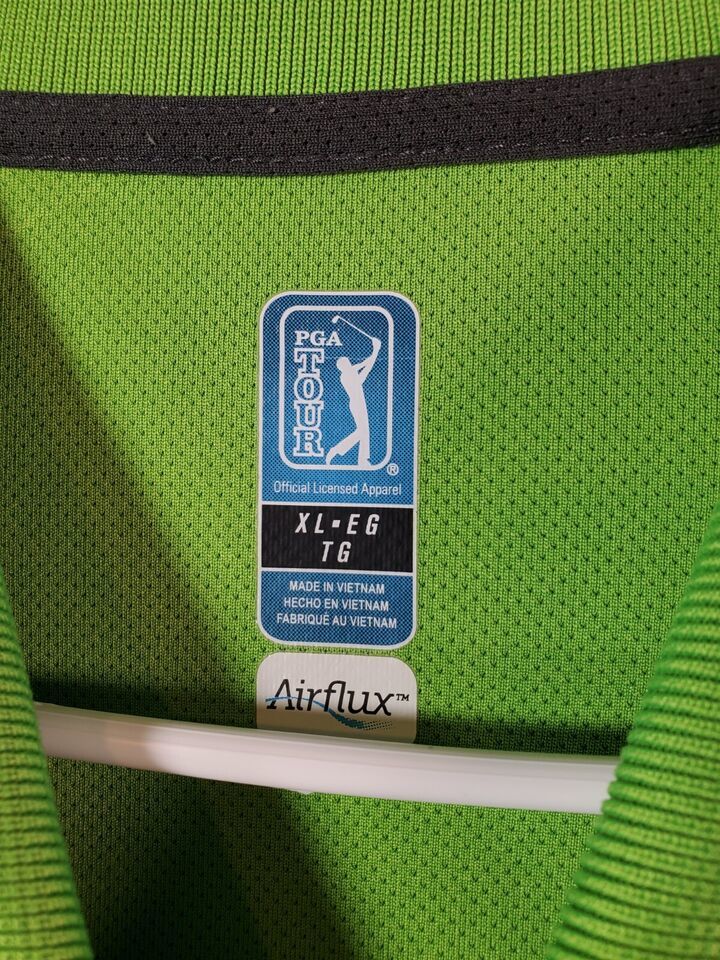 PGA
TOUR
®
Official Licensed Apparel
XL▪EG
TG
MADE IN VIETNAM
HECHO EN VIETNAM
FABRIQUÉ AU VIETNAM
Airflux™